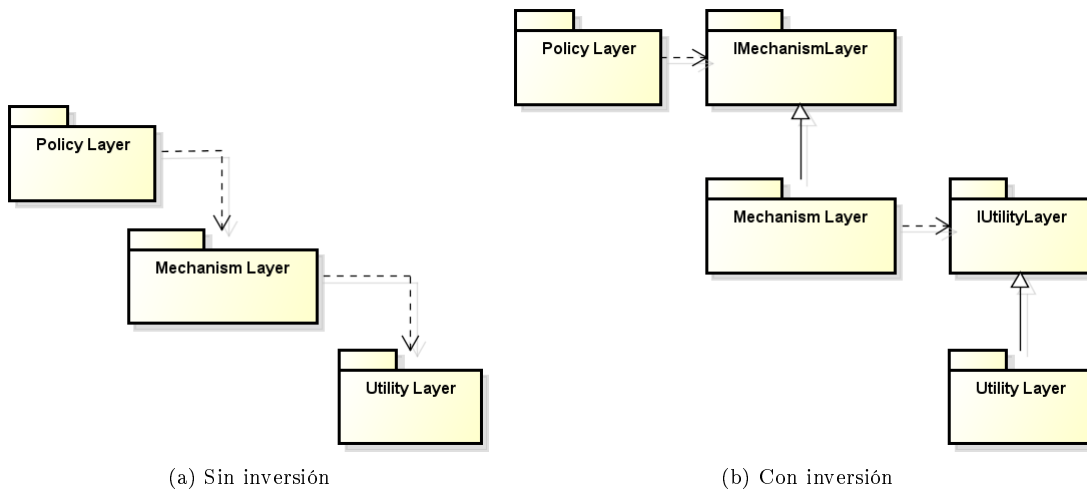 Policy Layer
Mechanism Layer
Utility Layer
(a) Sin inversión
Policy Layer
IMechanismLayer
Mechanism Layer
IUtilityLayer
Utility Layer
(b) Con inversión